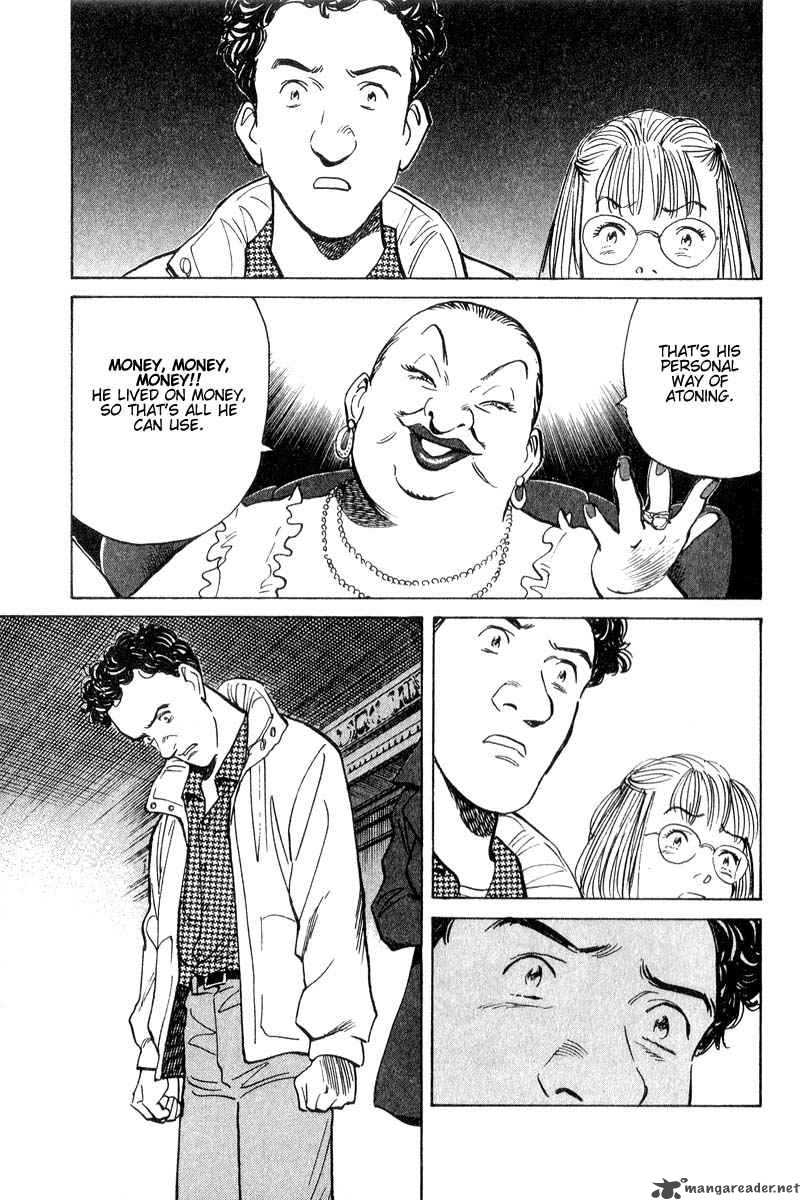 THAT'S HIS
PERSONAL
WAY OF
ATONING.
MONEY, MONEY,
MONEY!!
HE LIVED ON MONEY,
SO THAT'S ALL HE
CAN USE.
mangareader.net